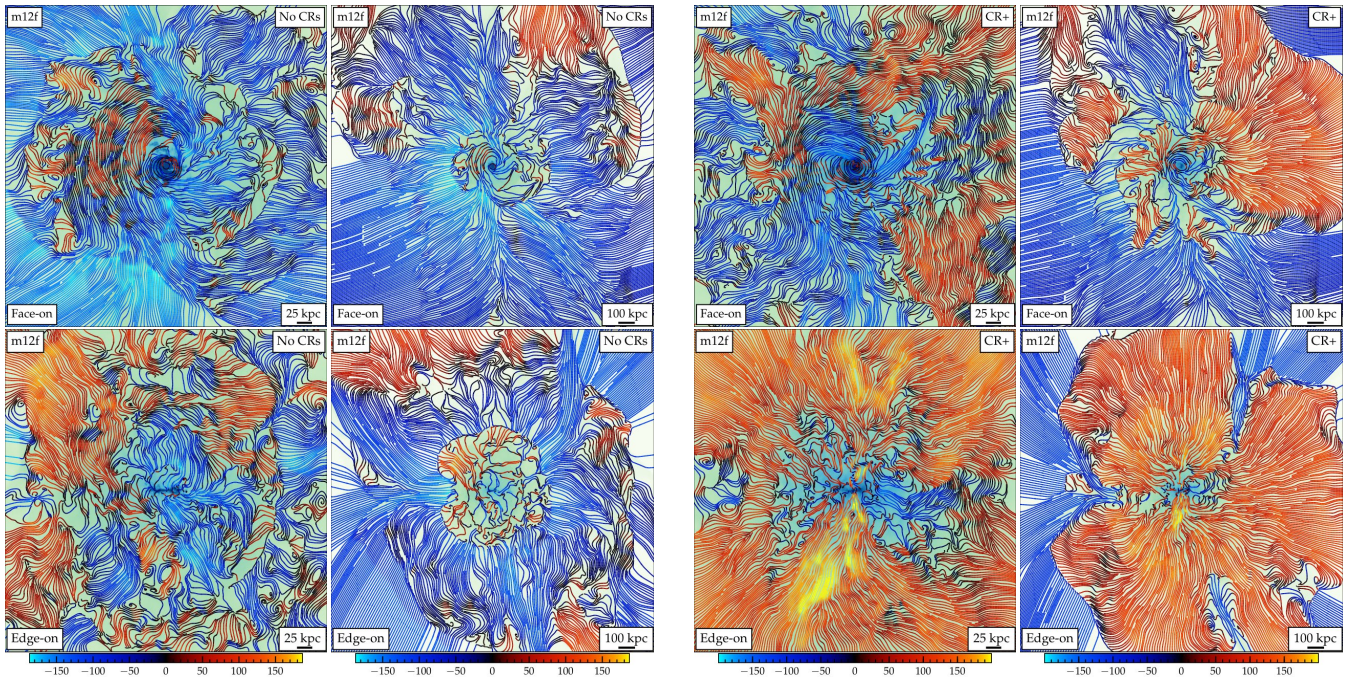 m12f No CRs m12f No CRs m12f CR+ m12f CR+
Face-on 25 kpc Face-on 100 kpc Face-on 25 kpc Face-on 100 kpc
m12f No CRs m12f No CRs m12f CR+ m12f CR+
Edge-on 25 kpc Edge-on 100 kpc Edge-on 25 kpc Edge-on 100 kpc
−150 −100 −50 0 50 100 150 −150 −100 −50 0 50 100 150 −150 −100 −50 0 50 100 150 −150 −100 −50 0 50 100 150